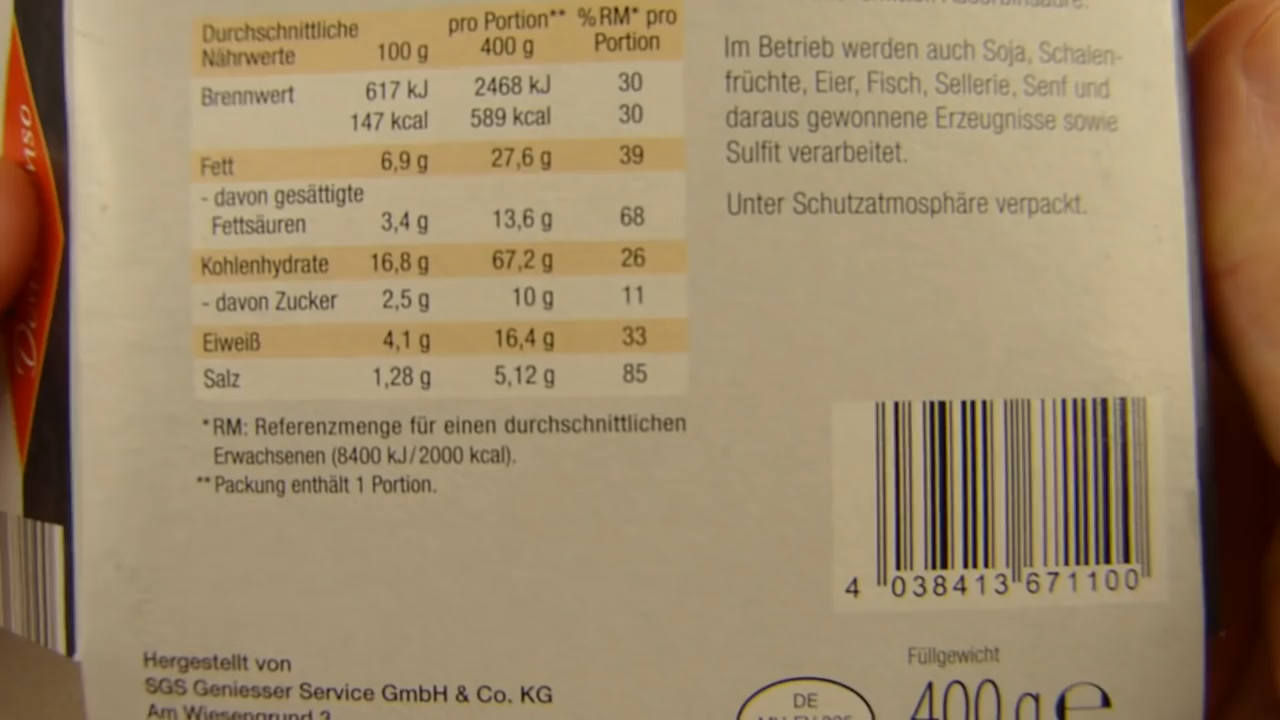 Durchschnittliche Nährwerte 100 g pro Portion** 400 g %RM* pro Portion
Brennwert 617 kJ 2468 kJ 30
147 kcal 589 kcal 30
Fett 6,9 g 27,6 g 39
- davon gesättigte
Fettsäuren 3,4 g 13,6 g 68
Kohlenhydrate 16,8 g 67,2 g 26
- davon Zucker 2,5 g 10 g 11
Eiweiß 4,1 g 16,4 g 33
Salz 1,28 g 5,12 g 85
*RM: Referenzmenge für einen durchschnittlichen
Erwachsenen (8400 kJ/2000 kcal).
**Packung enthält 1 Portion.
Im Betrieb werden auch Soja, Schalen-
früchte, Eier, Fisch, Sellerie, Senf und
daraus gewonnene Erzeugnisse sowie
Sulfit verarbeitet.
Unter Schutzatmosphäre verpackt.
4 038413 671100
Hergestellt von
SGS Geniesser Service GmbH & Co. KG
Am Wiesengrund 2
DE
Füllgewicht
400 g e